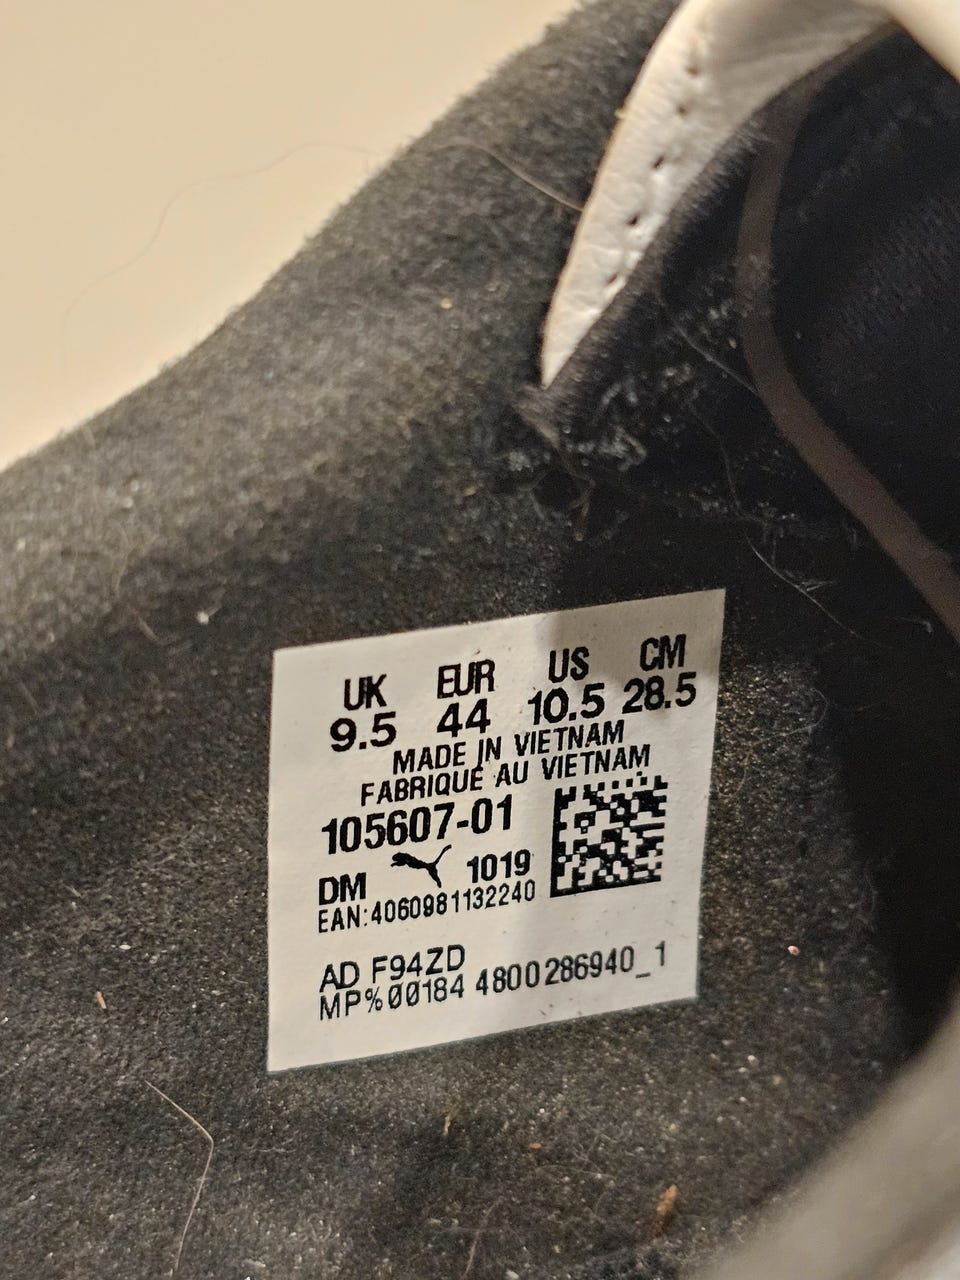 UK EUR US CM
9.5 44 10.5 28.5
MADE IN VIETNAM
FABRIQUÉ AU VIETNAM
105607-01
DM 1019
EAN:4060981132240
AD F94ZD
MP%00184 4800286940_1